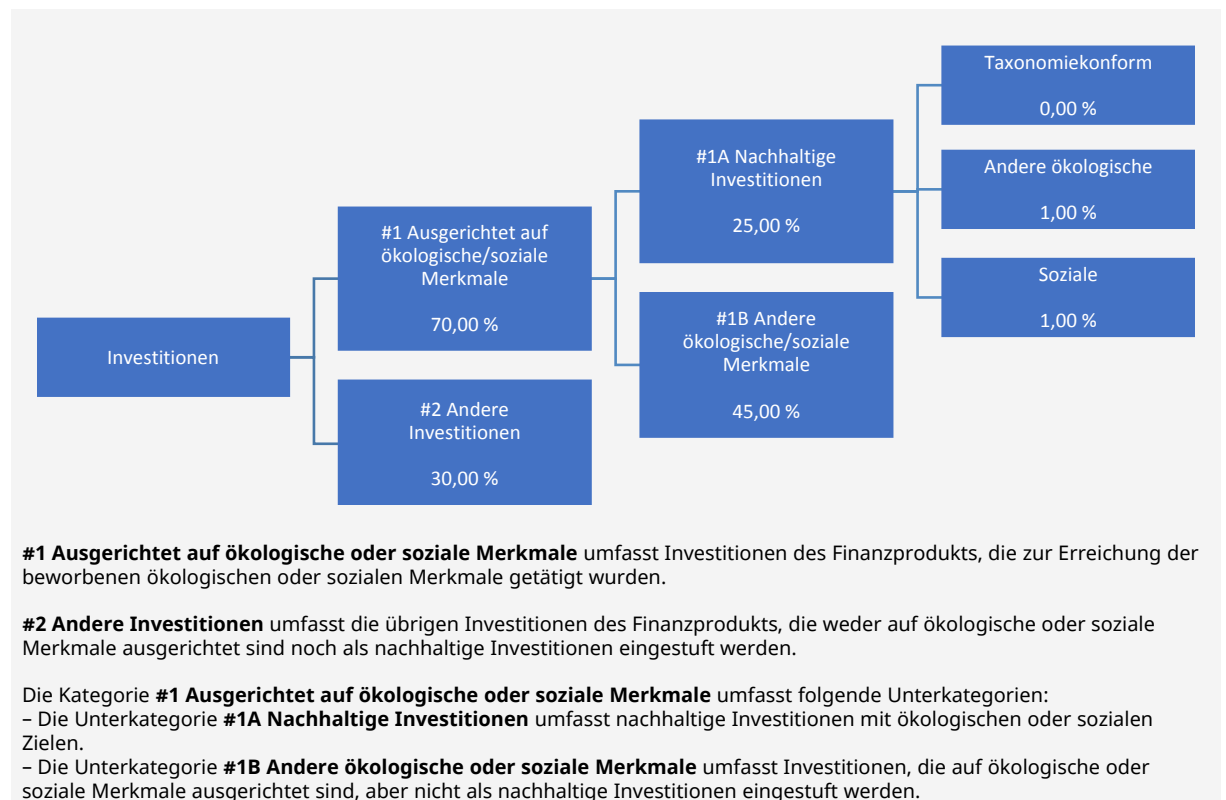 Investitionen
#1 Ausgerichtet auf
ökologische/soziale
Merkmale
70,00 %
#2 Andere
Investitionen
30,00 %
#1A Nachhaltige
Investitionen
25,00 %
#1B Andere
ökologische/soziale
Merkmale
45,00 %
Taxonomiekonform
0,00 %
Andere ökologische
1,00 %
Soziale
1,00 %
#1 Ausgerichtet auf ökologische oder soziale Merkmale umfasst Investitionen des Finanzprodukts, die zur Erreichung der
beworbenen ökologischen oder sozialen Merkmale getätigt wurden.
#2 Andere Investitionen umfasst die übrigen Investitionen des Finanzprodukts, die weder auf ökologische oder soziale
Merkmale ausgerichtet sind noch als nachhaltige Investitionen eingestuft werden.
Die Kategorie #1 Ausgerichtet auf ökologische oder soziale Merkmale umfasst folgende Unterkategorien:
– Die Unterkategorie #1A Nachhaltige Investitionen umfasst nachhaltige Investitionen mit ökologischen oder sozialen
Zielen.
– Die Unterkategorie #1B Andere ökologische oder soziale Merkmale umfasst Investitionen, die auf ökologische oder
soziale Merkmale ausgerichtet sind, aber nicht als nachhaltige Investitionen eingestuft werden.